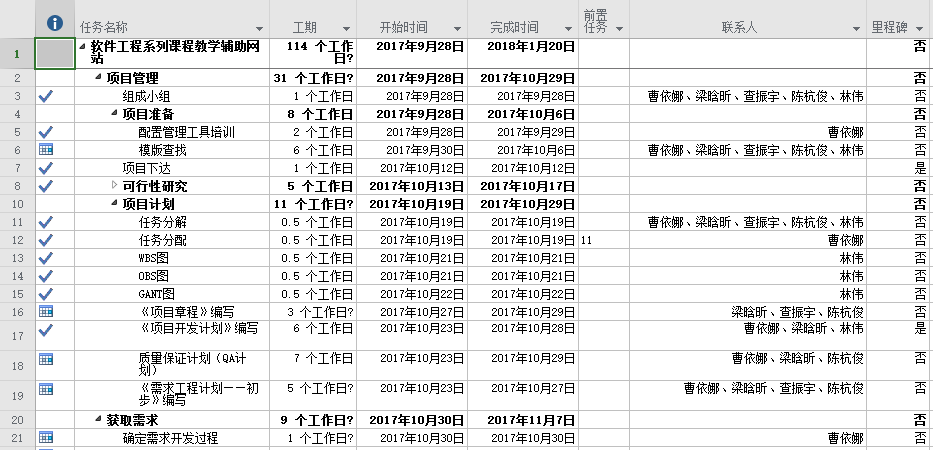 任务名称 工期 开始时间 完成时间 前置任务 联系人 里程碑
1 软件工程系列课程教学辅助网站 114 个工作日? 2017年9月28日 2018年1月20日 否
2 项目管理 31 个工作日? 2017年9月28日 2017年10月29日 否
3 组成小组 1 个工作日 2017年9月28日 2017年9月28日 曹依娜、梁晗昕、查振宇、陈杭俊、林伟 否
4 项目准备 8 个工作日 2017年9月28日 2017年10月6日 否
5 配置管理工具培训 2 个工作日 2017年9月28日 2017年9月29日 曹依娜 否
6 模版查找 6 个工作日 2017年9月30日 2017年10月6日 曹依娜、梁晗昕、查振宇、陈杭俊、林伟 否
7 项目下达 1 个工作日 2017年10月12日 2017年10月12日 是
8 可行性研究 5 个工作日 2017年10月13日 2017年10月17日 否
10 项目计划 11 个工作日? 2017年10月19日 2017年10月29日 否
11 任务分解 0.5 个工作日 2017年10月19日 2017年10月19日 曹依娜、梁晗昕、查振宇、陈杭俊、林伟 否
12 任务分配 0.5 个工作日 2017年10月19日 2017年10月19日 11 曹依娜 否
13 WBS图 0.5 个工作日 2017年10月21日 2017年10月21日 林伟 否
14 OBS图 0.5 个工作日 2017年10月21日 2017年10月21日 林伟 否
15 GANT图 0.5 个工作日 2017年10月22日 2017年10月22日 林伟 否
16 《项目章程》编写 3 个工作日? 2017年10月27日 2017年10月29日 梁晗昕、查振宇、陈杭俊 否
17 《项目开发计划》编写 6 个工作日? 2017年10月23日 2017年10月28日 曹依娜、梁晗昕、林伟 是
18 质量保证计划（QA计划） 7 个工作日? 2017年10月23日 2017年10月29日 曹依娜、梁晗昕、陈杭俊 否
19 《需求工程计划——初步》编写 5 个工作日? 2017年10月23日 2017年10月27日 曹依娜、梁晗昕、查振宇、陈杭俊 否
20 获取需求 9 个工作日? 2017年10月30日 2017年11月7日 否
21 确定需求开发过程 1 个工作日? 2017年10月30日 2017年10月30日 曹依娜 否